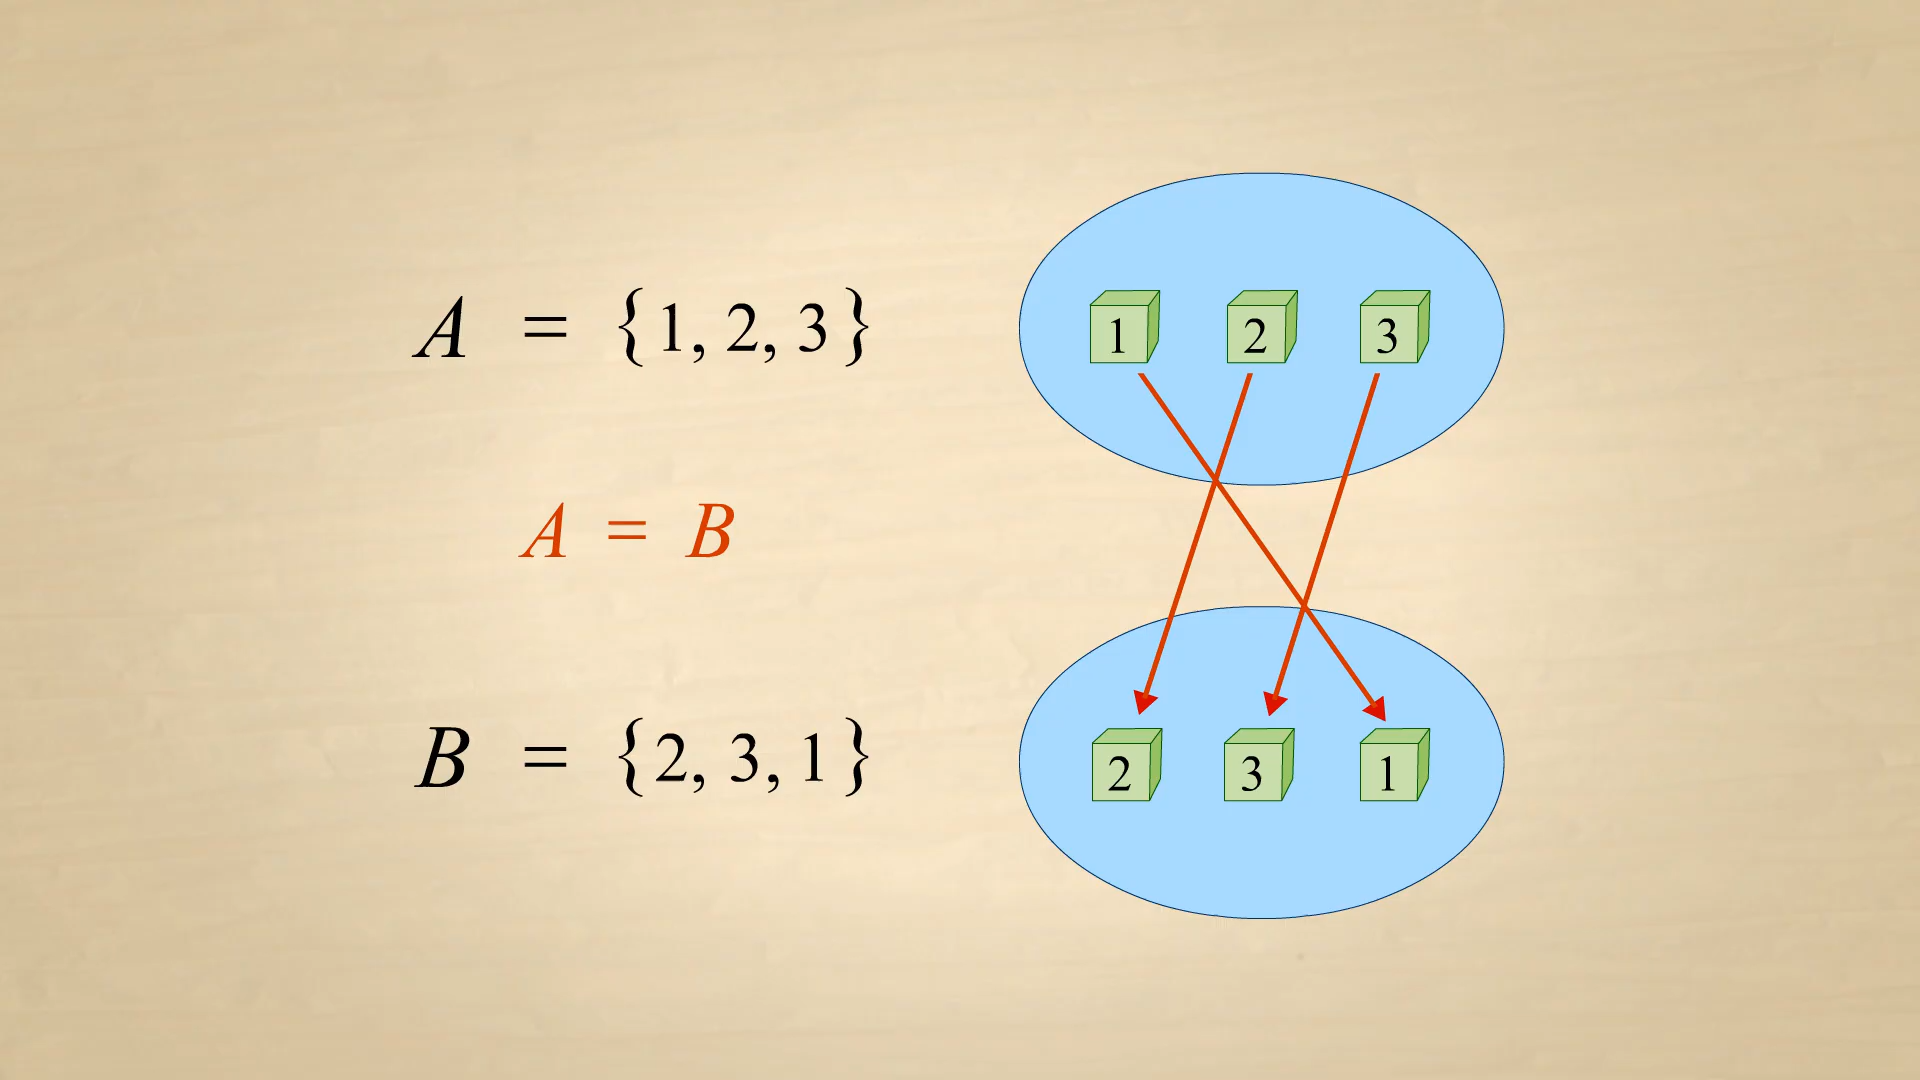 A = {1, 2, 3}
1 2 3
A = B
B = {2, 3, 1}
2 3 1